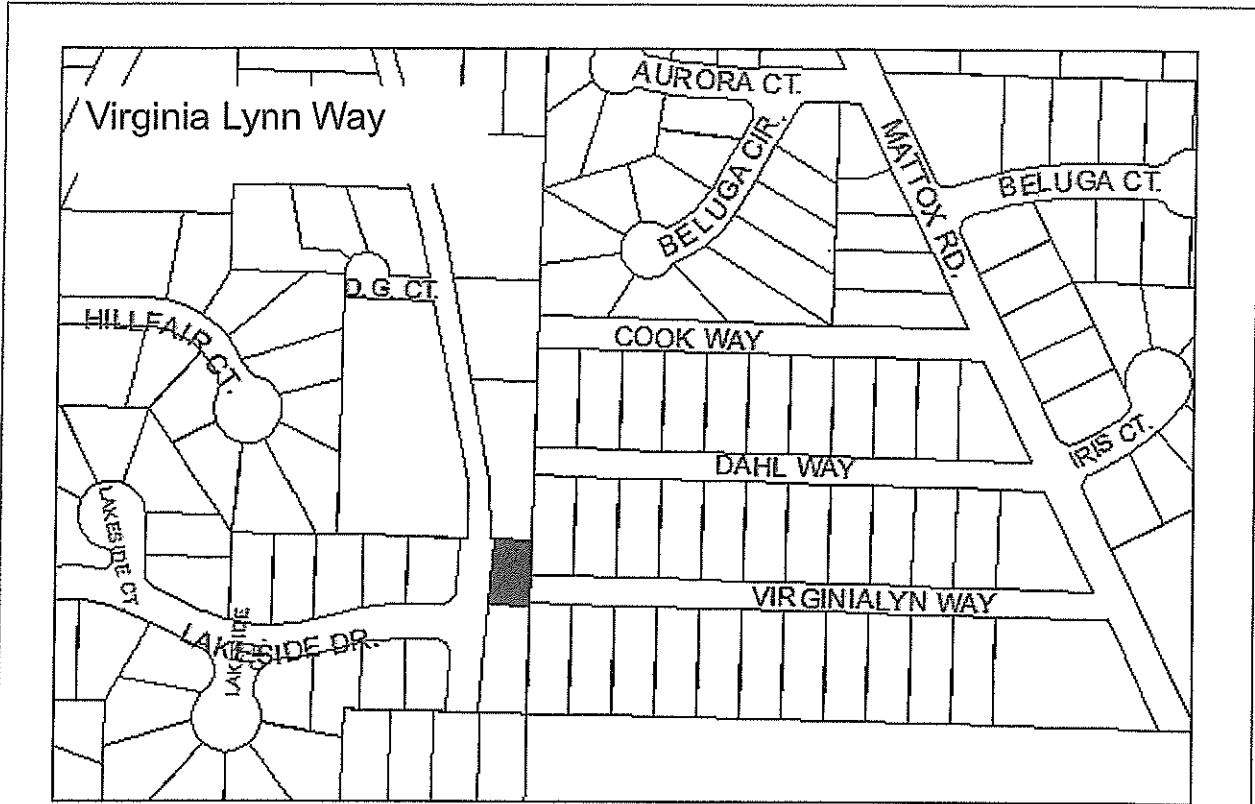 Virginia Lynn Way
AURORA CT.
BELUGA CIR.
MATTOX RD.
BELUGA CT.
D.G. CT.
HILLFAIR CT.
COOK WAY
DAHL WAY
IRIS CT.
LAKESIDE CT
VIRGINIALYN WAY
LAKESIDE DR.
LAKESIDE